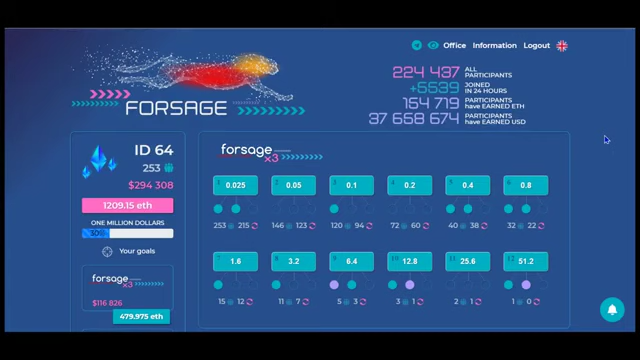 Office Information Logout
224 437 ALL PARTICIPANTS
+5539 JOINED IN 24 HOURS
154 719 PARTICIPANTS have EARNED ETH
37 658 674 PARTICIPANTS have EARNED USD
FORSAGE
ID 64
253
$294 308
1209.15 eth
ONE MILLION DOLLARS
30%
Your goals
forsage x3
$116 826
479,975 eth
forsage x3
1 0.025 2 0.05 3 0.1 4 0.2 5 0.4 6 0.8
253 215 146 123 120 94 72 60 40 38 32 22
7 1.6 8 3.2 9 6.4 10 12.8 11 25.6 12 51.2
15 12 11 7 5 3 3 1 2 1 1 0